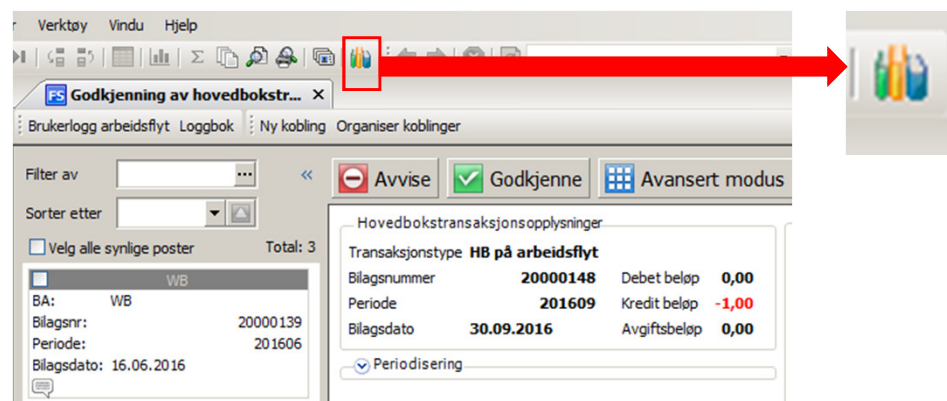 Verktøy Vindu Hjelp
FS Godkjenning av hovedbokstr... ×
Brukerlogg arbeidsflyt Loggbok Ny kobling Organiser koblinger
Filter av ... «
Sorter etter
Velg alle synlige poster Total: 3
WB
BA: WB
Bilagsnr: 20000139
Periode: 201606
Bilagsdato: 16.06.2016
Avvise Godkjenne Avansert modus
Hovedbokstransaksjonsopplysninger
Transaksjonstype HB på arbeidsflyt
Bilagsnummer 20000148 Debet beløp 0,00
Periode 201609 Kredit beløp -1,00
Bilagsdato 30.09.2016 Avgiftsbeløp 0,00
Periodisering